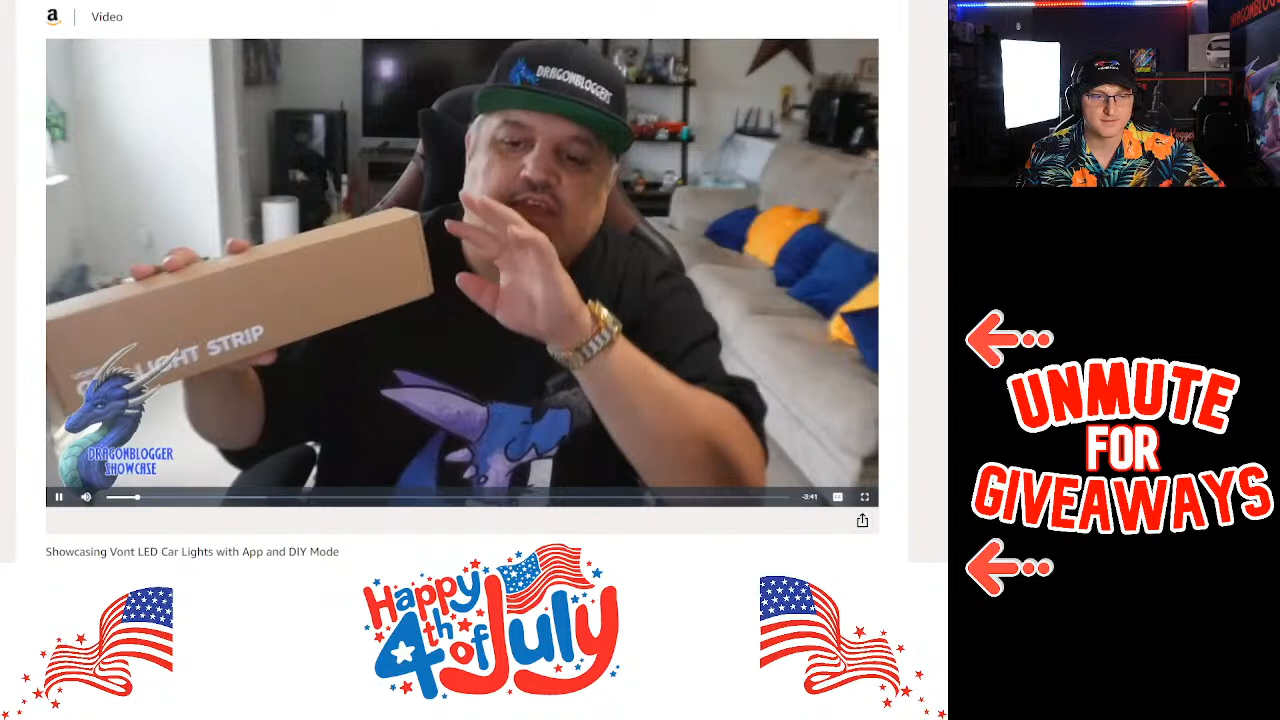 Video
DRAGONBLOGGERS
LIGHT STRIP
DRAGONBLOGGER
SHOWCASE
-3:41
Showcasing Vont LED Car Lights with App and DIY Mode
Happy
4th of July
UNMUTE
FOR
GIVEAWAYS